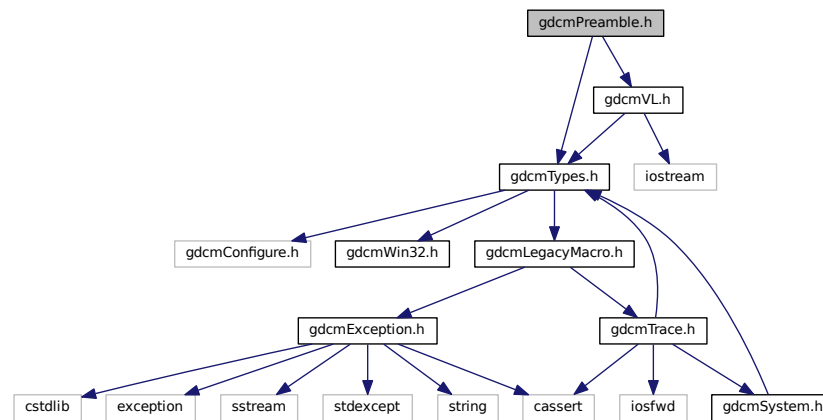 gdcmPreamble.h
gdcmVL.h
gdcmTypes.h
iostream
gdcmConfigure.h
gdcmWin32.h
gdcmLegacyMacro.h
gdcmException.h
gdcmTrace.h
cstdlib
exception
sstream
stdexcept
string
cassert
iosfwd
gdcmSystem.h